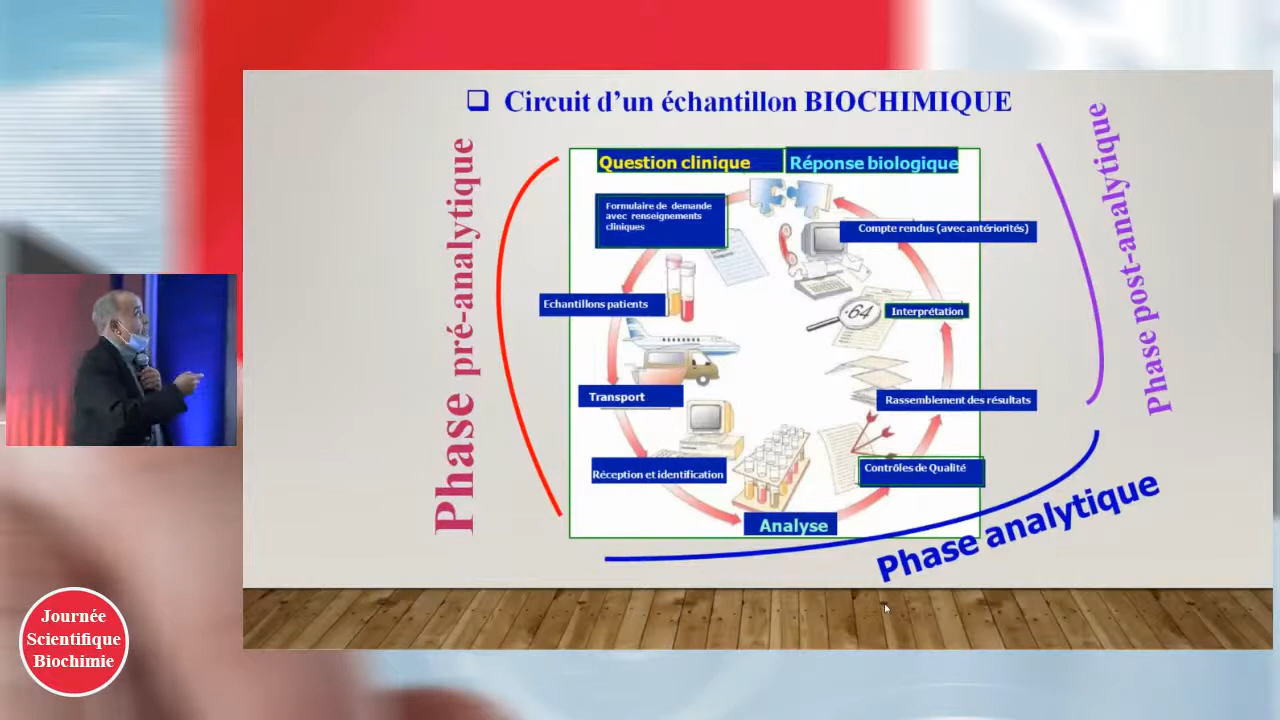 ❑ Circuit d’un échantillon BIOCHIMIQUE
Phase pré-analytique
Question clinique
Réponse biologique
Formulaire de demande
avec renseignements
cliniques
Compte rendus (avec antériorités)
Echantillons patients
64
Interprétation
Transport
Rassemblement des résultats
Réception et identification
Contrôles de Qualité
Analyse
Phase post-analytique
Phase analytique
Journée
Scientifique
Biochimie